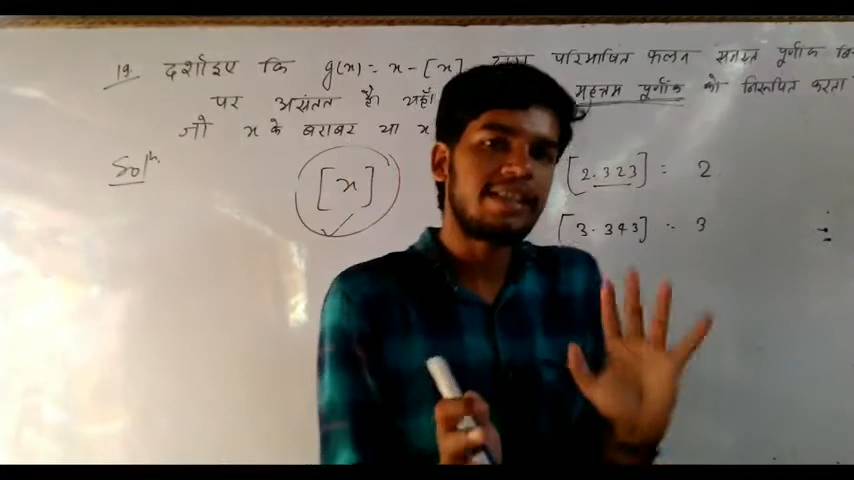 19. दर्शाइए कि g(x) = x - [x] परिभाषित फलन समस्त पूर्णांक
पर असंतत है। यहाँ महत्तम पूर्णांक को निरूपित करता
जो x के बराबर या x
Solⁿ. [x] [2.323] = 2
[3.343] = 3